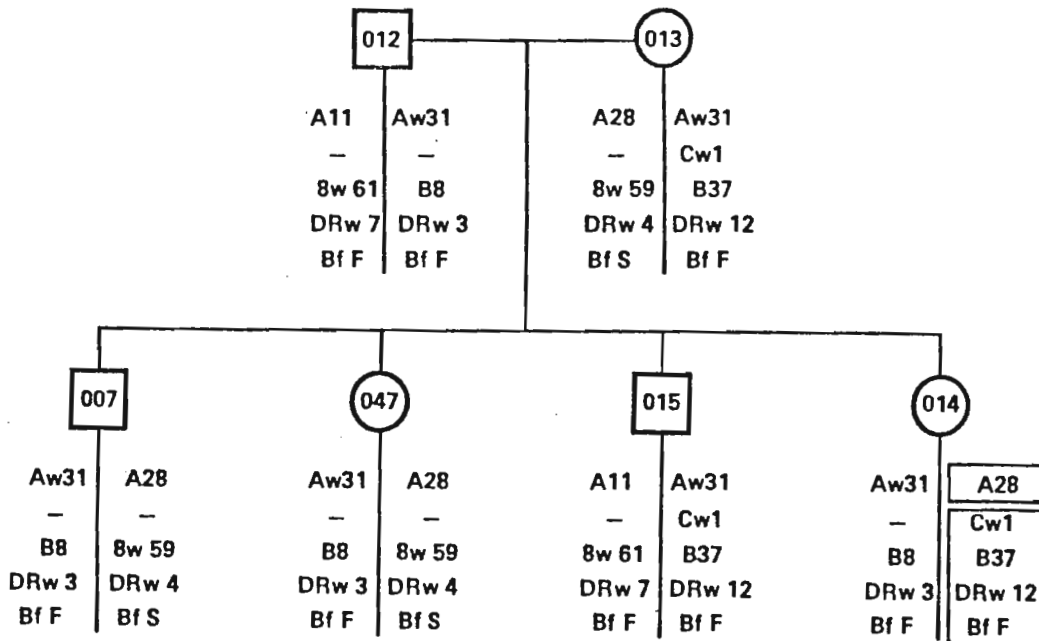 012 013
A11 Aw31 A28 Aw31
— — — Cw1
8w 61 B8 8w 59 B37
DRw 7 DRw 3 DRw 4 DRw 12
Bf F Bf F Bf S Bf F
007 047 015 014
Aw31 A28 Aw31 A28 A11 Aw31 Aw31 A28
— — — — — Cw1 — Cw1
B8 8w 59 B8 8w 59 8w 61 B37 B8 B37
DRw 3 DRw 4 DRw 3 DRw 4 DRw 7 DRw 12 DRw 3 DRw 12
Bf F Bf S Bf F Bf S Bf F Bf F Bf F Bf F